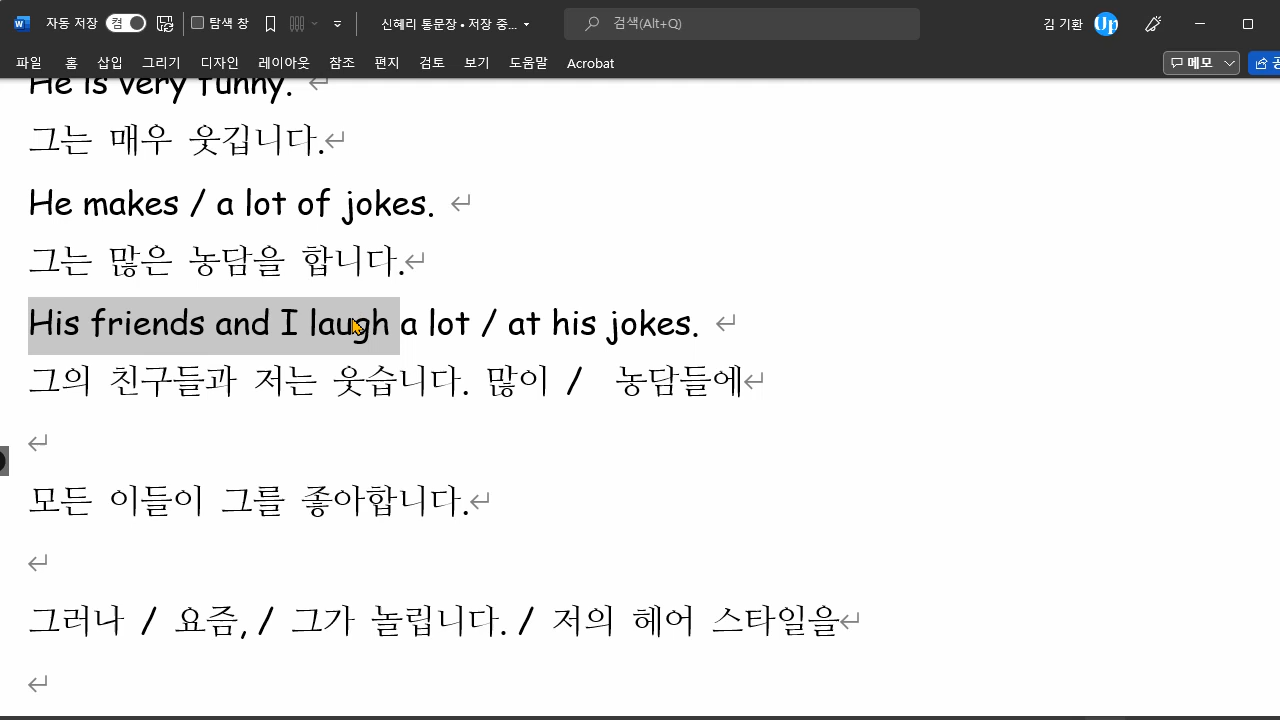 자동 저장 컴 탐색 창 신혜리 통문장 • 저장 중... 검색(Alt+Q) 김 기환 Up
파일 홈 삽입 그리기 디자인 레이아웃 참조 편지 검토 보기 도움말 Acrobat 메모 공
He is very funny.
그는 매우 웃깁니다.
He makes / a lot of jokes.
그는 많은 농담을 합니다.
His friends and I laugh a lot / at his jokes.
그의 친구들과 저는 웃습니다. 많이 / 농담들에
모든 이들이 그를 좋아합니다.
그러나 / 요즘, / 그가 놀립니다. / 저의 헤어 스타일을